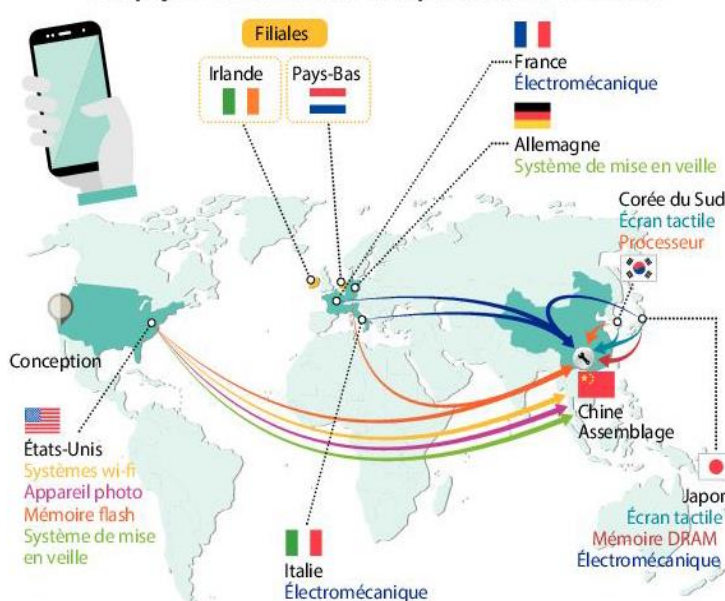 Filiales
Irlande
Pays-Bas
France
Électromécanique
Allemagne
Système de mise en veille
Corée du Sud
Écran tactile
Processeur
Conception
États-Unis
Systèmes wi-fi
Appareil photo
Mémoire flash
Système de mise
en veille
Italie
Électromécanique
Chine
Assemblage
Japon
Écran tactile
Mémoire DRAM
Électromécanique